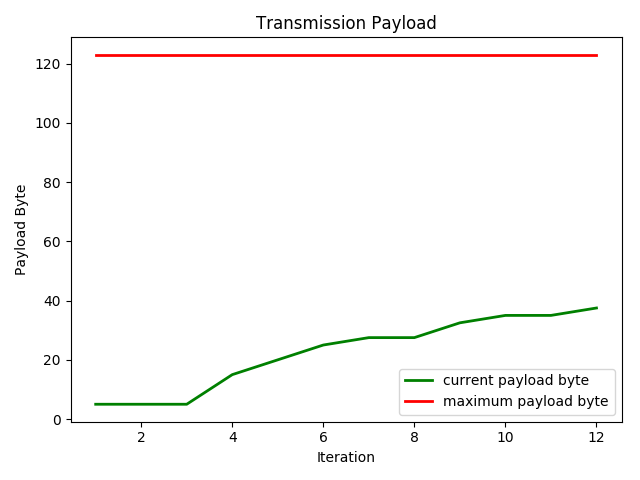 Transmission Payload
120
100
80
60
40
20
0
Payload Byte
2
4
6
8
10
12
Iteration
current payload byte
maximum payload byte